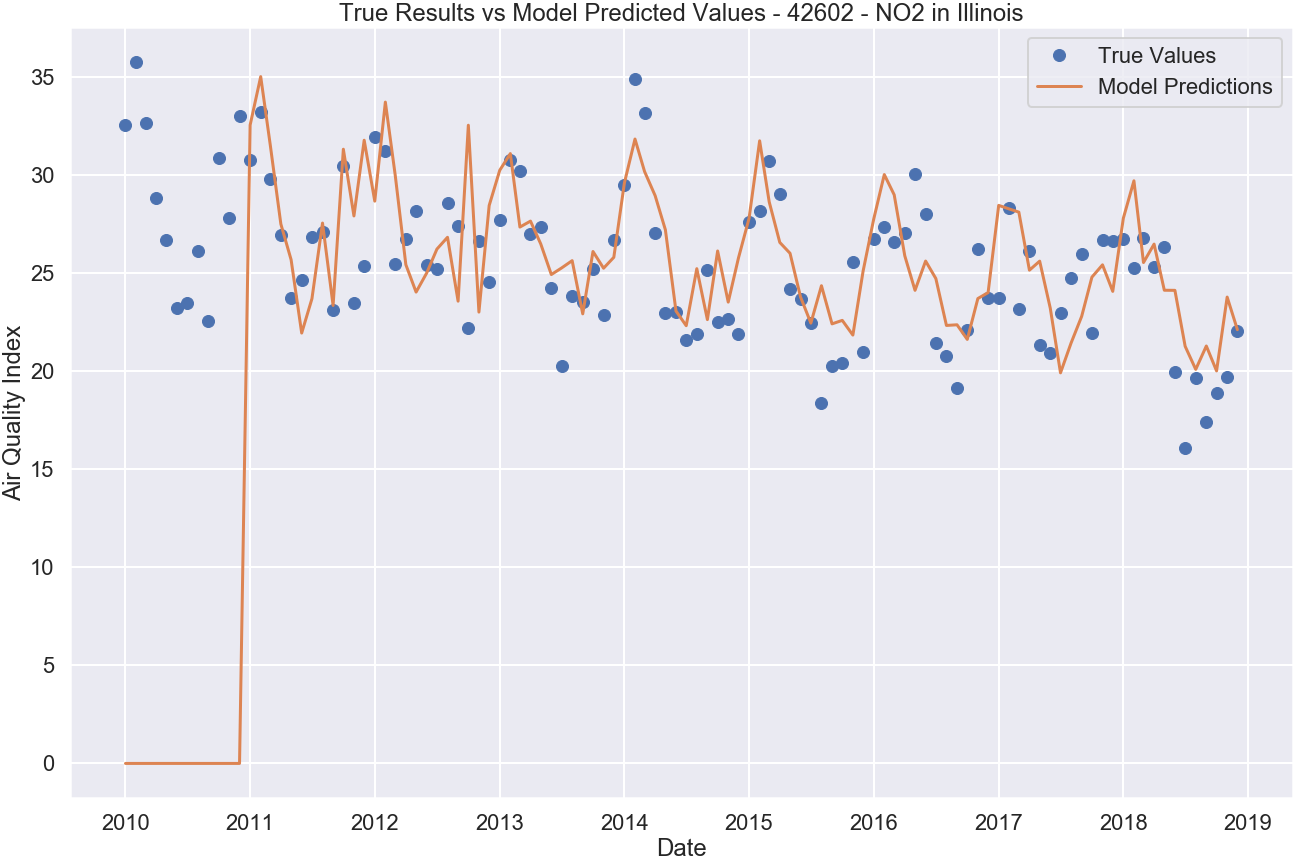 True Results vs Model Predicted Values - 42602 - NO2 in Illinois
True Values
Model Predictions
Air Quality Index
35
30
25
20
15
10
5
0
2010 2011 2012 2013 2014 2015 2016 2017 2018 2019
Date